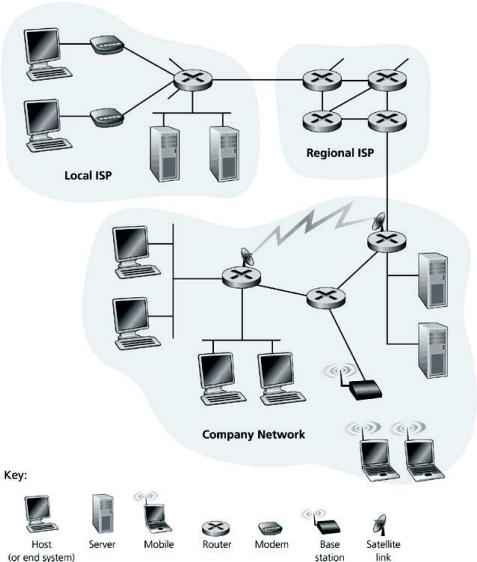 Local ISP
Regional ISP
Company Network
Key:
Host
(or end system)
Server
Mobile
Router
Modem
Base
station
Satellite
link